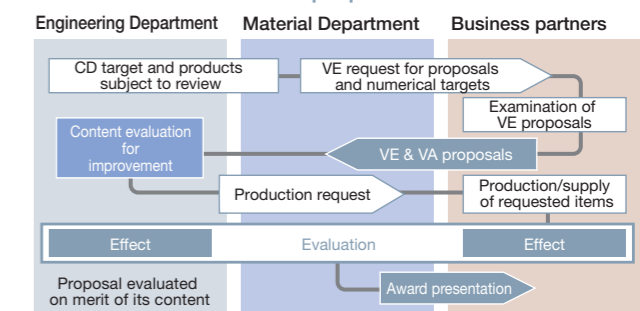 Engineering Department
Material Department
Business partners
CD target and products
subject to review
VE request for proposals
and numerical targets
Examination of
VE proposals
Content evaluation
for
improvement
VE & VA proposals
Production request
Production/supply
of requested items
Effect
Evaluation
Effect
Proposal evaluated
on merit of its content
Award presentation